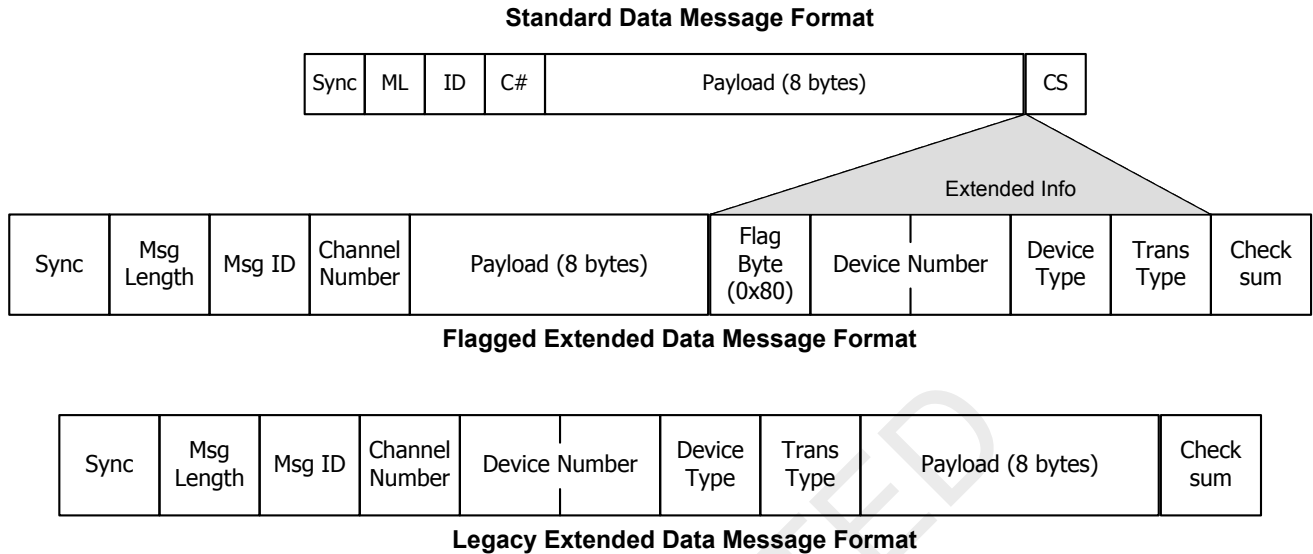 Standard Data Message Format
Sync ML ID C# Payload (8 bytes) CS
Extended Info
Sync Msg Length Msg ID Channel Number Payload (8 bytes) Flag Byte (0x80) Device Number Device Type Trans Type Check sum
Flagged Extended Data Message Format
Sync Msg Length Msg ID Channel Number Device Number Device Type Trans Type Payload (8 bytes) Check sum
Legacy Extended Data Message Format